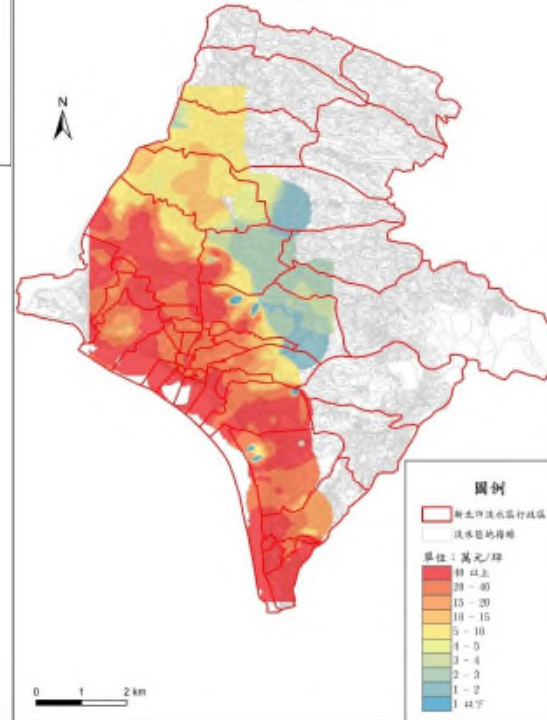 N
圖例
新北市淡水區行政區
淡水區地籍線
單位：萬元/坪
40 以上
20 - 40
15 - 20
10 - 15
5 - 10
4 - 5
3 - 4
2 - 3
1 - 2
1 以下
0 1 2 km